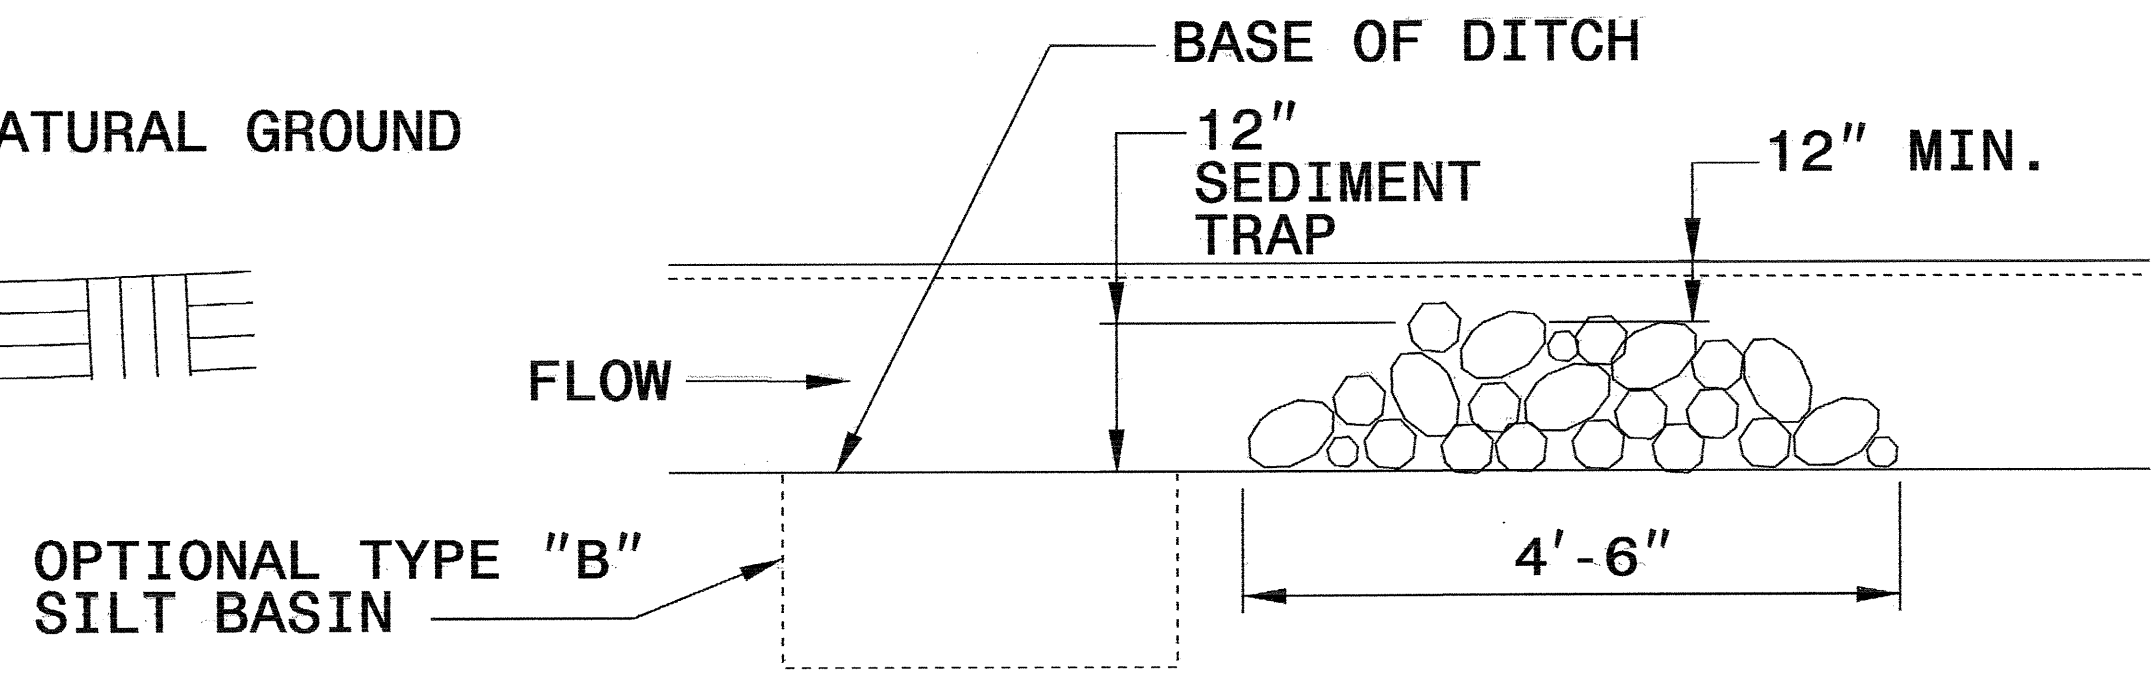 BASE OF DITCH
ATURAL GROUND
12"
SEDIMENT
TRAP
12" MIN.
FLOW
OPTIONAL TYPE "B"
SILT BASIN
4'-6"